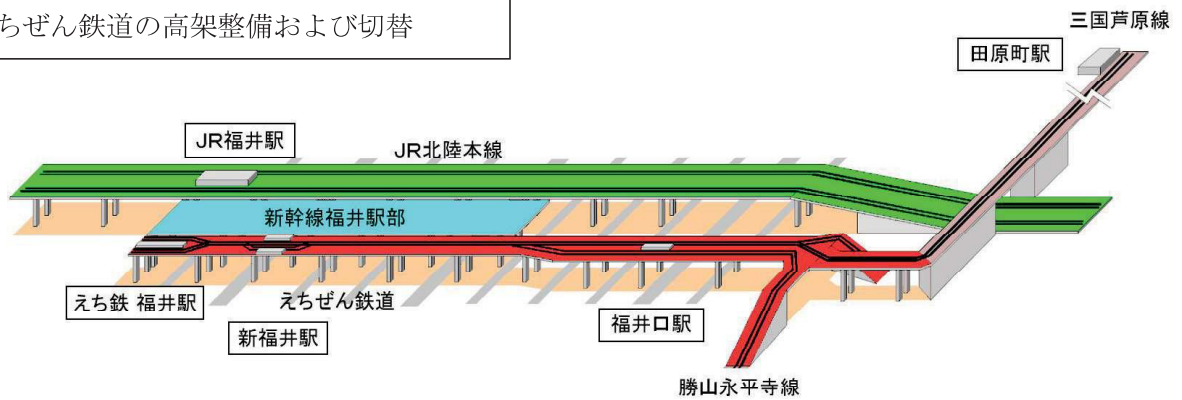 ちぜん鉄道の高架整備および切替
三国芦原線
田原町駅
JR福井駅
JR北陸本線
新幹線福井駅部
えち鉄 福井駅
えちぜん鉄道
新福井駅
福井口駅
勝山永平寺線